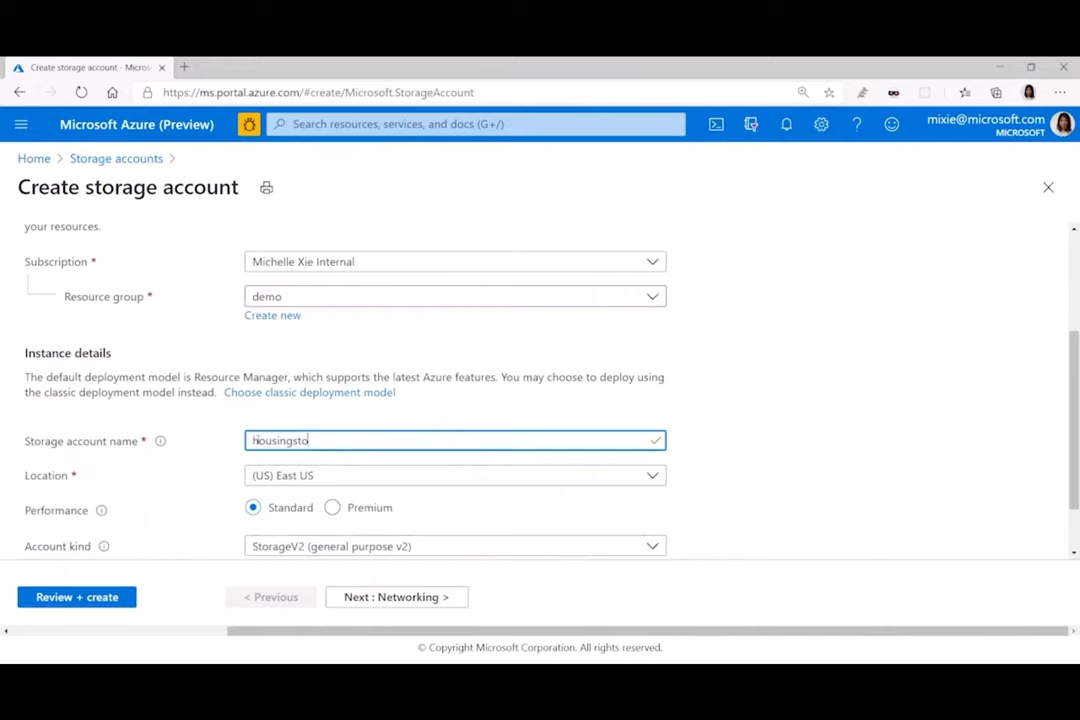 Create storage account - Micros
https://ms.portal.azure.com/#create/Microsoft.StorageAccount
Microsoft Azure (Preview)
Search resources, services, and docs (G+/)
mixie@microsoft.com
MICROSOFT
Home > Storage accounts >
Create storage account
your resources.
Subscription *
Michelle Xie Internal
Resource group *
demo
Create new
Instance details
The default deployment model is Resource Manager, which supports the latest Azure features. You may choose to deploy using
the classic deployment model instead. Choose classic deployment model
Storage account name *
housingsto
Location *
(US) East US
Performance
Standard
Premium
Account kind
StorageV2 (general purpose v2)
Review + create
< Previous
Next : Networking >
© Copyright Microsoft Corporation. All rights reserved.